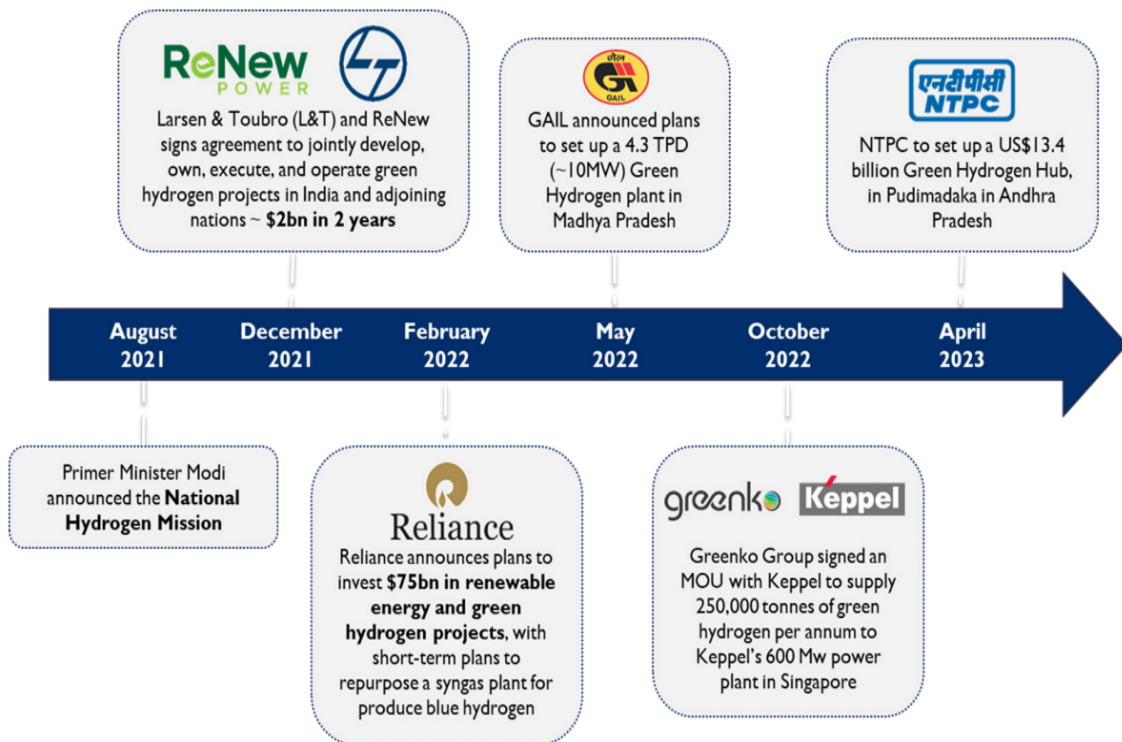 ReNew
POWER
LT
Larsen & Toubro (L&T) and ReNew
signs agreement to jointly develop,
own, execute, and operate green
hydrogen projects in India and adjoining
nations ~ $2bn in 2 years
गेल
GAIL
GAIL announced plans
to set up a 4.3 TPD
(~10MW) Green
Hydrogen plant in
Madhya Pradesh
एनटीपीसी
NTPC
NTPC to set up a US$13.4
billion Green Hydrogen Hub,
in Pudimadaka in Andhra
Pradesh
August
2021
December
2021
February
2022
May
2022
October
2022
April
2023
Primer Minister Modi
announced the National
Hydrogen Mission
Reliance
Reliance announces plans to
invest $75bn in renewable
energy and green
hydrogen projects, with
short-term plans to
repurpose a syngas plant for
produce blue hydrogen
greenko Keppel
Greenko Group signed an
MOU with Keppel to supply
250,000 tonnes of green
hydrogen per annum to
Keppel's 600 Mw power
plant in Singapore